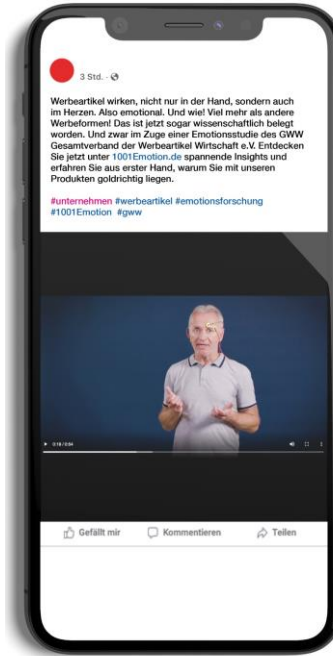 3 Std. ·
Werbeartikel wirken, nicht nur in der Hand, sondern auch
im Herzen. Also emotional. Und wie! Viel mehr als andere
Werbeformen! Das ist jetzt sogar wissenschaftlich belegt
worden. Und zwar im Zuge einer Emotionsstudie des GWW
Gesamtverband der Werbeartikel Wirtschaft e.V. Entdecken
Sie jetzt unter 1001Emotion.de spannende Insights und
erfahren Sie aus erster Hand, warum Sie mit unseren
Produkten goldrichtig liegen.
#unternehmen #werbeartikel #emotionsforschung
#1001Emotion #gww
Gefällt mir Kommentieren Teilen